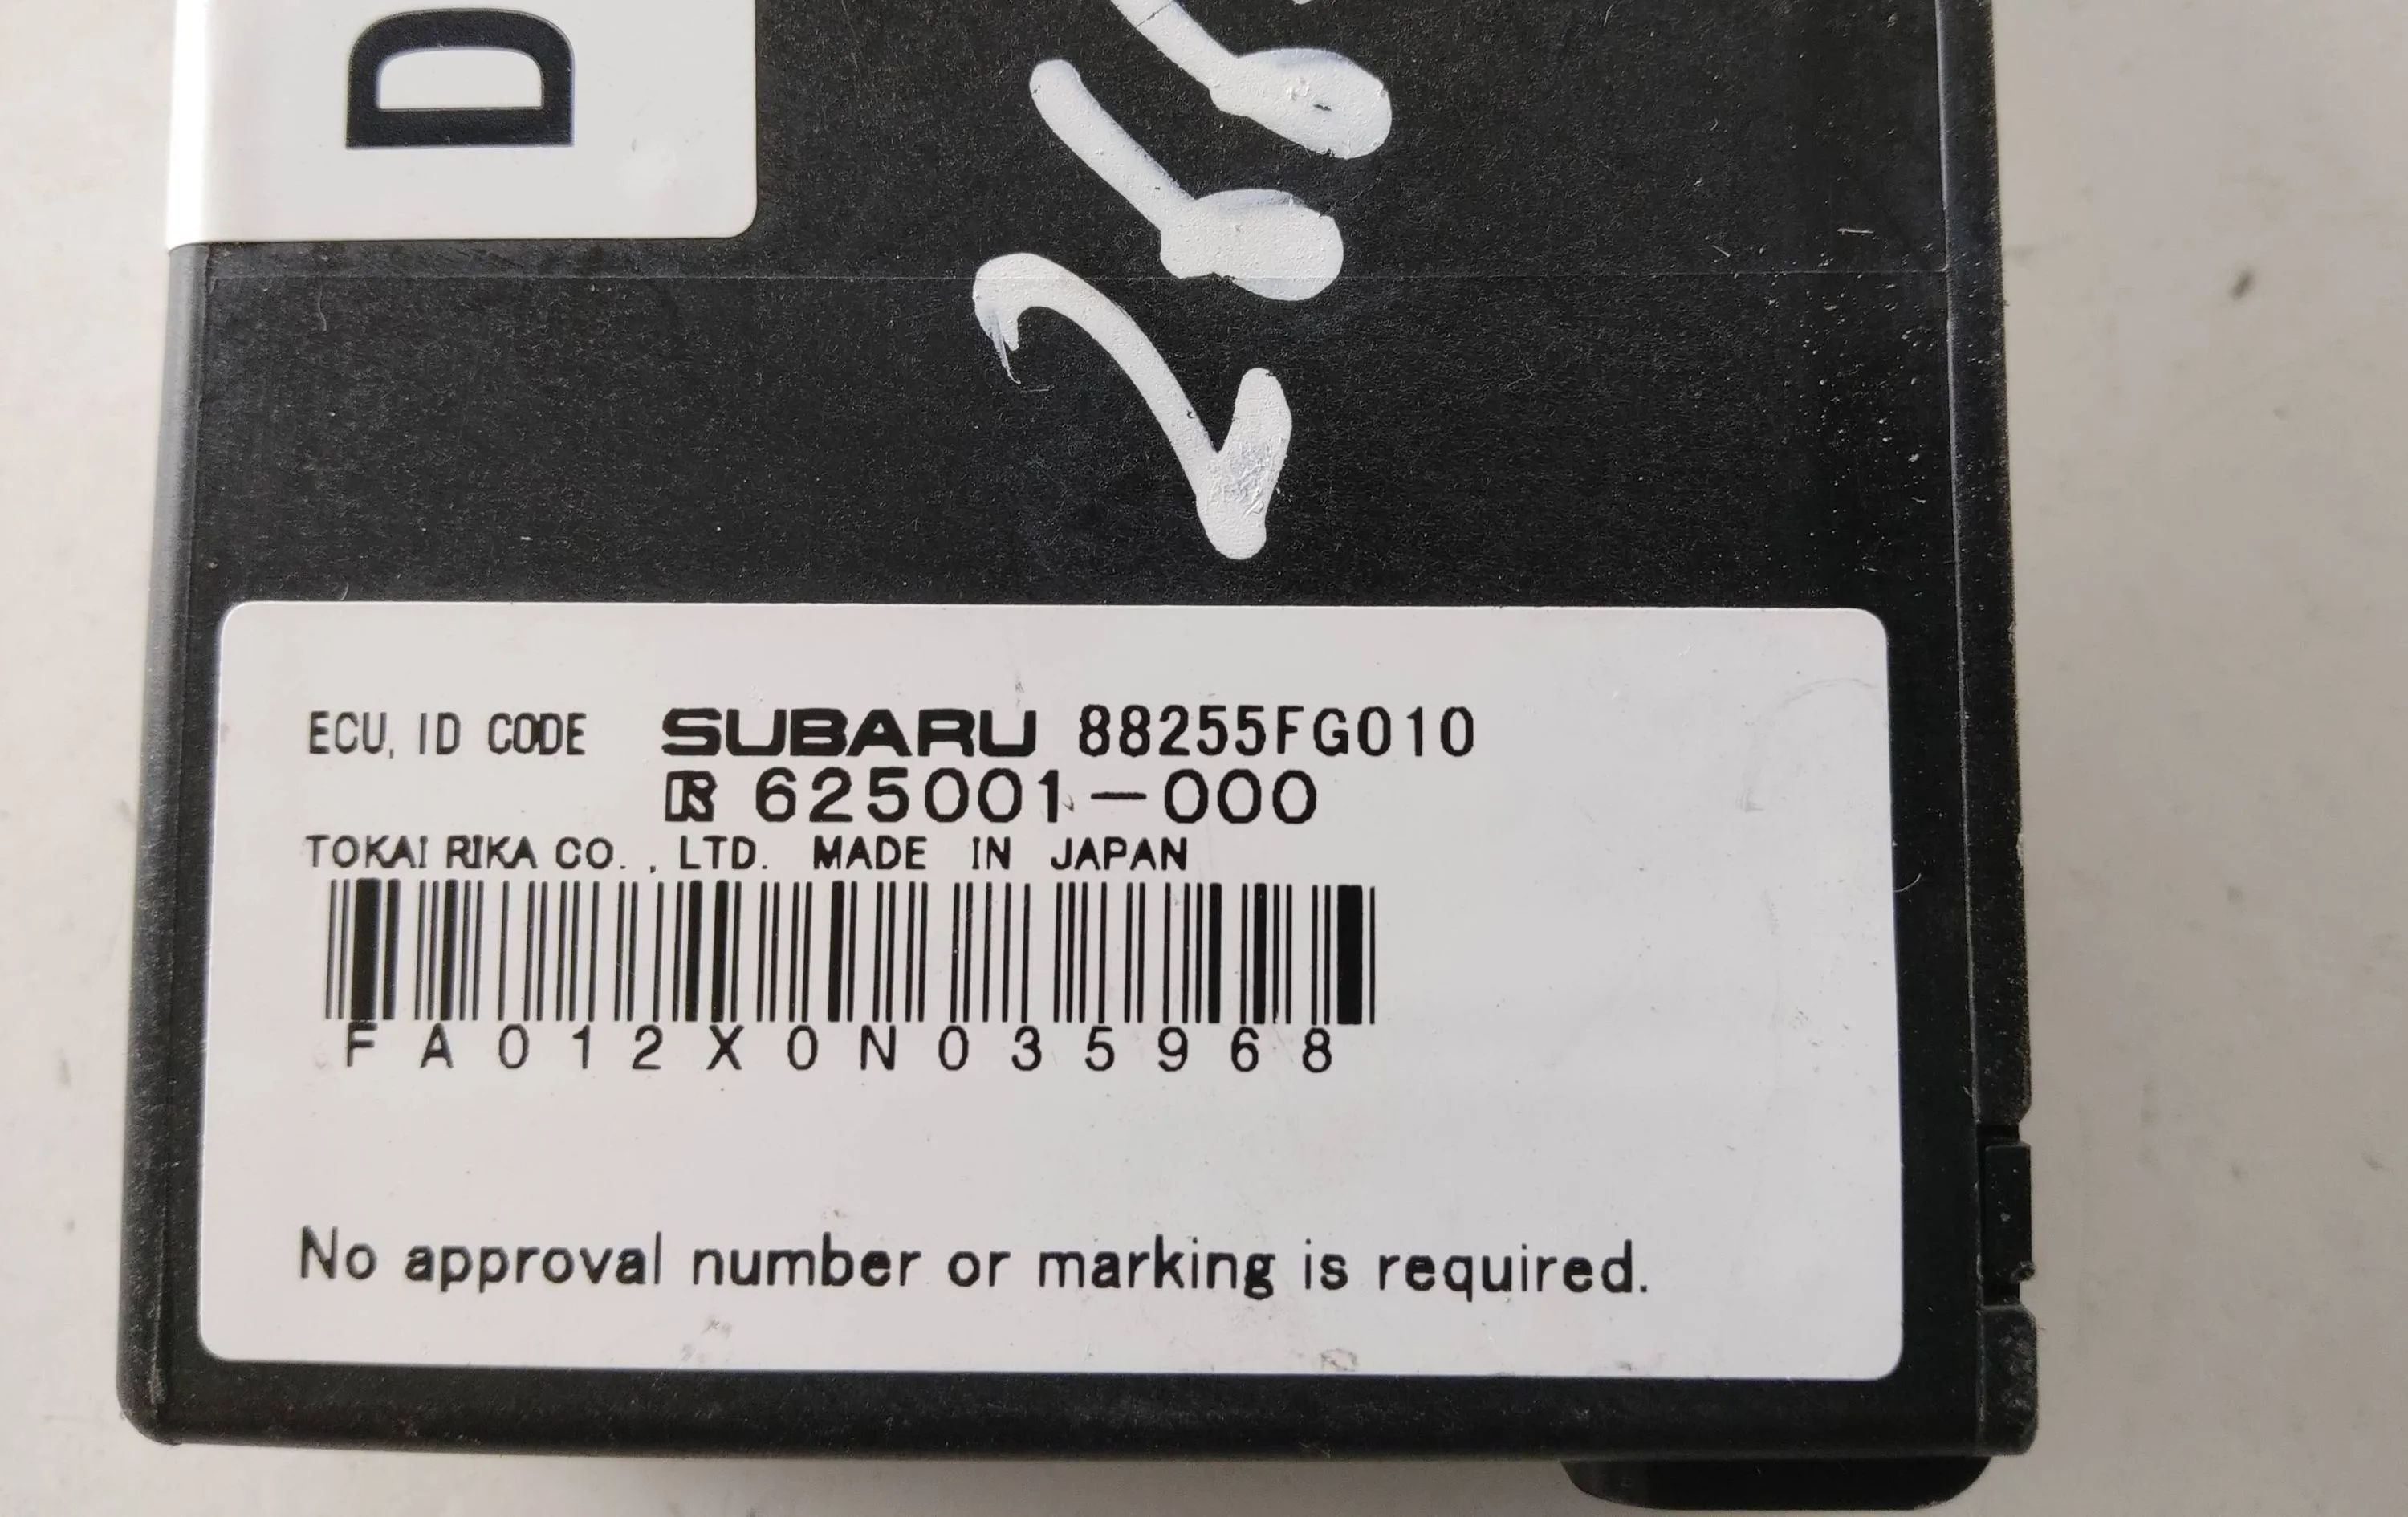 D
ECU, ID CODE SUBARU 88255FG010
625001-000
TOKAI RIKA CO., LTD. MADE IN JAPAN
FA012X0N035968
No approval number or marking is required.